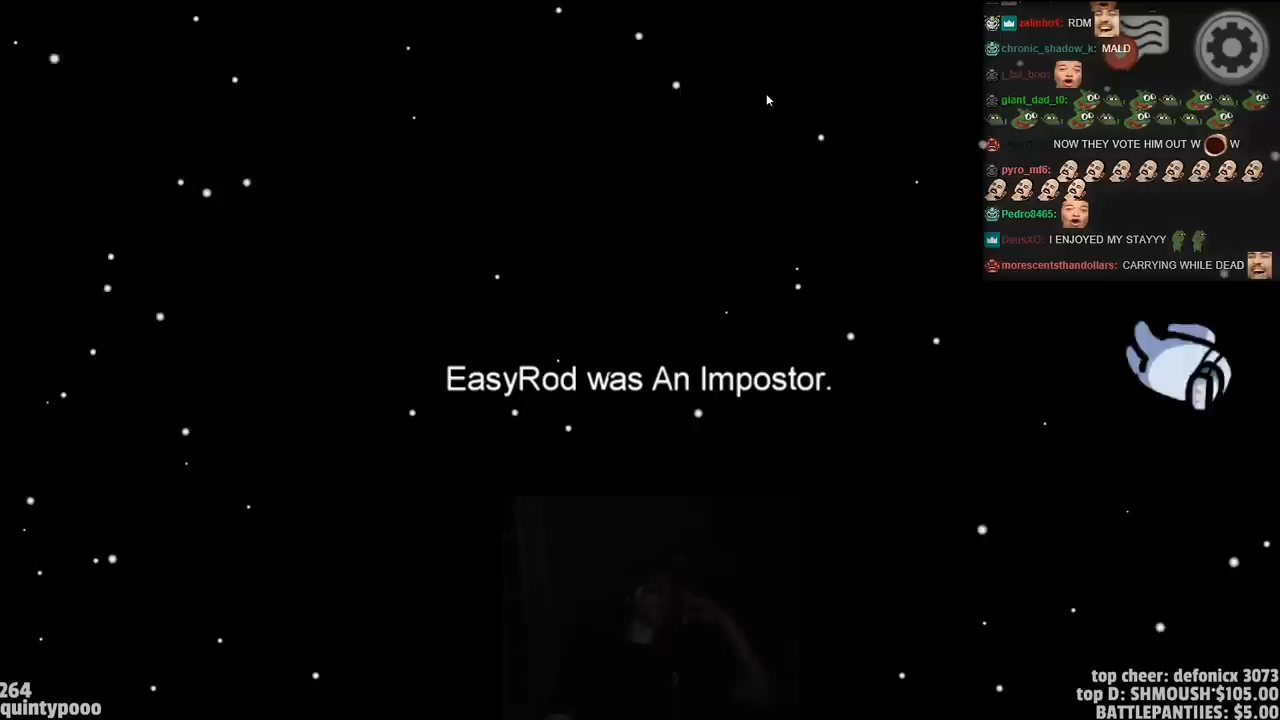 zalinho1: RDM
chronic_shadow_k: MALD
giant_dad_t0:
NOW THEY VOTE HIM OUT W W
pyro_mf6:
Pedro8465:
DeusXO: I ENJOYED MY STAYYY
morescentsthandollars: CARRYING WHILE DEAD
EasyRod was An Impostor.
264
quintypooo
top cheer: defonicx 3073
top D: SHMOUSH $105.00
BATTLEPANTIIES: $5.00